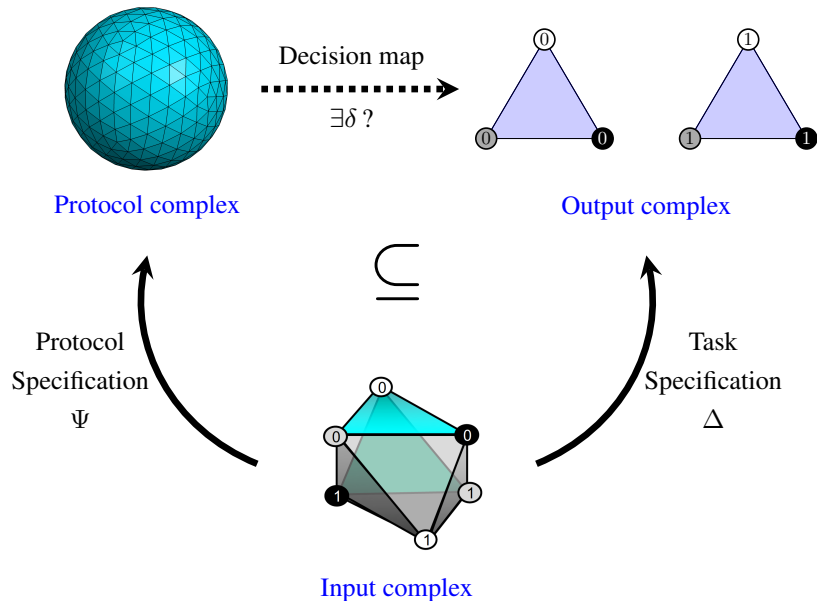 0 1
Decision map
∃δ ?
0 0 1 1
Protocol complex Output complex
⊆
Protocol
Specification
Ψ
Task
Specification
Δ
0
0 0
1 1
1
Input complex